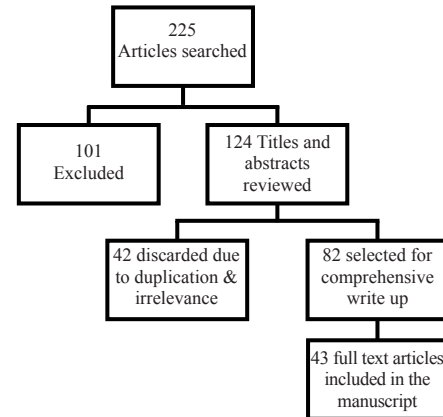 225
Articles searched
101
Excluded
124 Titles and
abstracts
reviewed
42 discarded due
to duplication &
irrelevance
82 selected for
comprehensive
write up
43 full text articles
included in the
manuscript